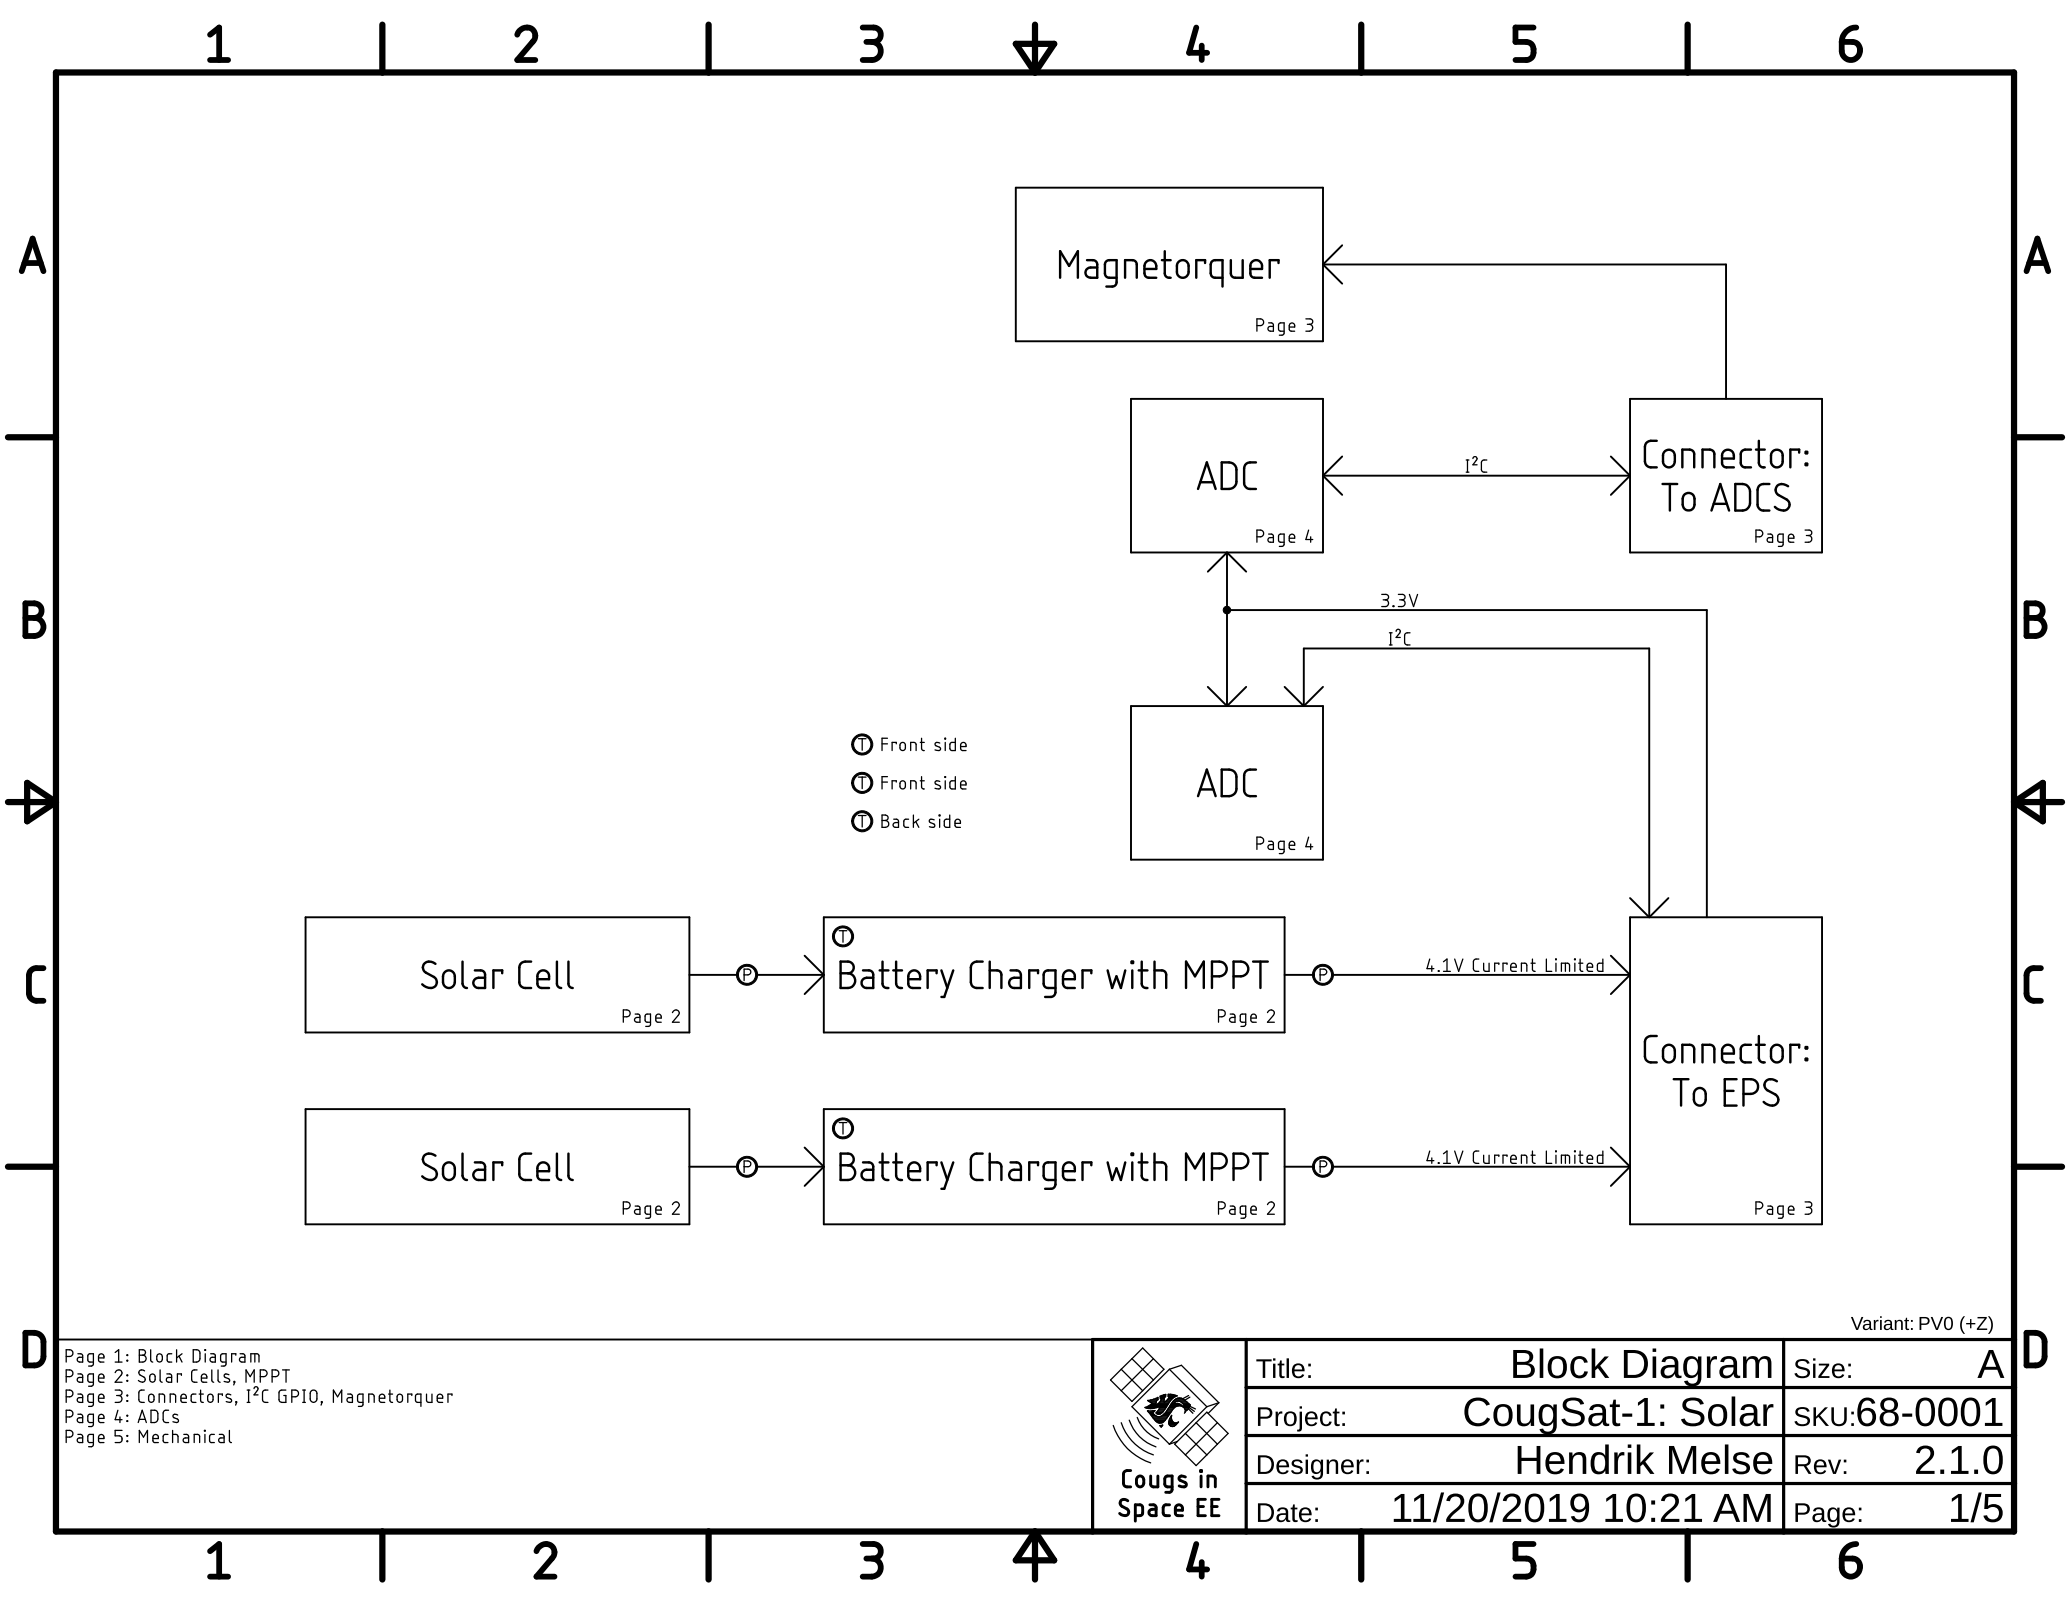 1 2 3 4 5 6
A A
Magnetorquer
Page 3
ADC
Page 4
I²C
Connector:
To ADCS
Page 3
B B
3.3V
I²C
ADC
Page 4
T Front side
T Front side
T Back side
C C
Solar Cell
Page 2
P
T
Battery Charger with MPPT
Page 2
P
4.1V Current Limited
Connector:
To EPS
Page 3
Solar Cell
Page 2
P
T
Battery Charger with MPPT
Page 2
P
4.1V Current Limited
Variant: PV0 (+Z)
D D
Page 1: Block Diagram
Page 2: Solar Cells, MPPT
Page 3: Connectors, I²C GPIO, Magnetorquer
Page 4: ADCs
Page 5: Mechanical
Cougs in
Space EE
Title: Block Diagram Size: A
Project: CougSat-1: Solar SKU:68-0001
Designer: Hendrik Melse Rev: 2.1.0
Date: 11/20/2019 10:21 AM Page: 1/5
1 2 3 4 5 6